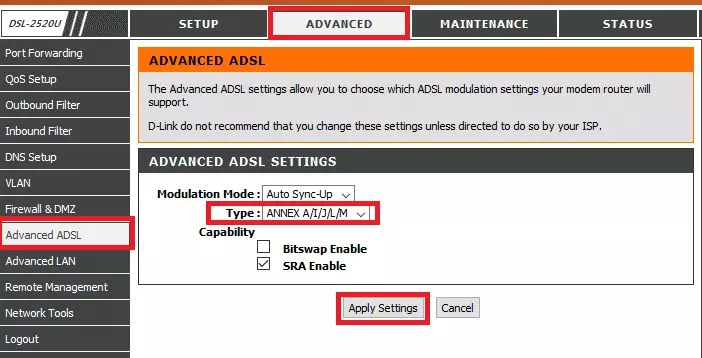 DSL-2520U
SETUP
ADVANCED
MAINTENANCE
STATUS
Port Forwarding
QoS Setup
Outbound Filter
Inbound Filter
DNS Setup
VLAN
Firewall & DMZ
Advanced ADSL
Advanced LAN
Remote Management
Network Tools
Logout
ADVANCED ADSL
The Advanced ADSL settings allow you to choose which ADSL modulation settings your modem router will
support.
D-Link do not recommend that you change these settings unless directed to do so by your ISP.
ADVANCED ADSL SETTINGS
Modulation Mode : Auto Sync-Up
Type : ANNEX A/I/J/L/M
Capability
Bitswap Enable
SRA Enable
Apply Settings Cancel